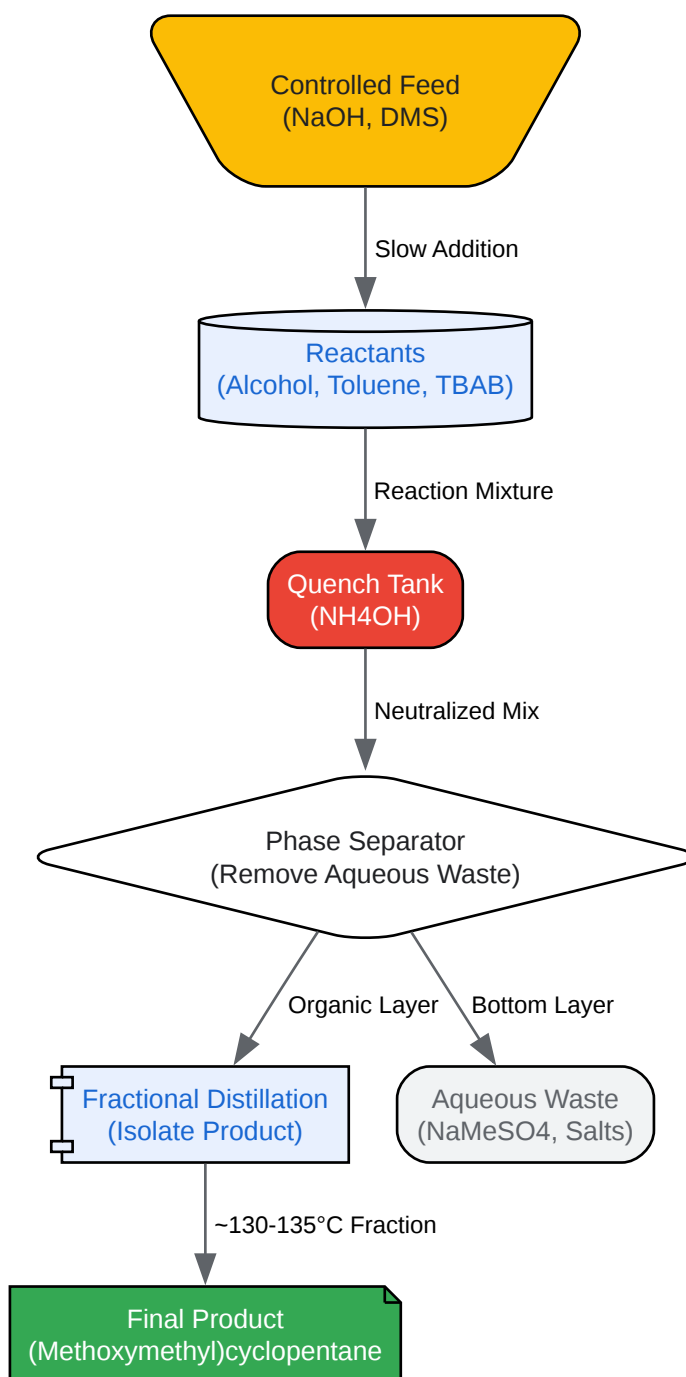 Controlled Feed
(NaOH, DMS)
Slow Addition
Reactants
(Alcohol, Toluene, TBAB)
Reaction Mixture
Quench Tank
(NH4OH)
Neutralized Mix
Phase Separator
(Remove Aqueous Waste)
Organic Layer
Bottom Layer
Fractional Distillation
(Isolate Product)
Aqueous Waste
(NaMeSO4, Salts)
~130-135°C Fraction
Final Product
(Methoxymethyl)cyclopentane